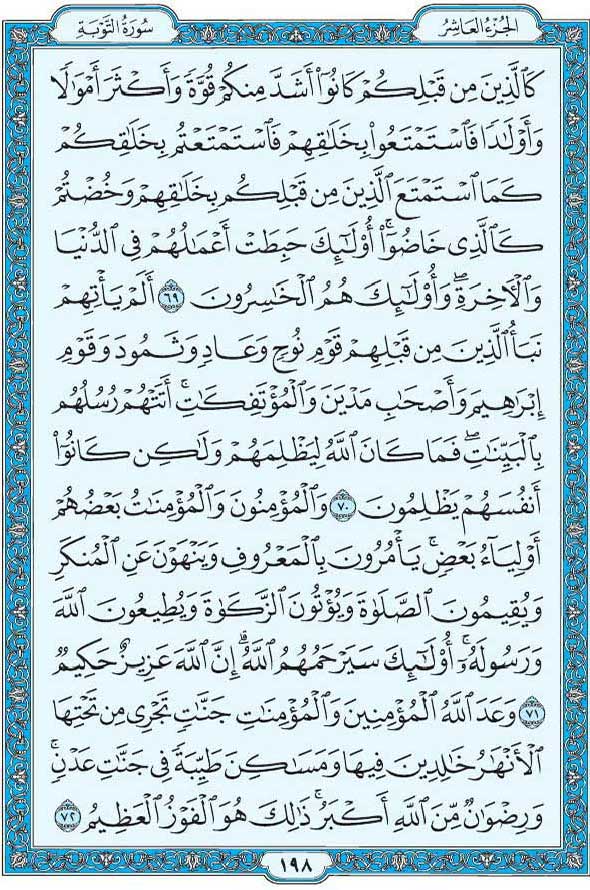 الجُزْءُ العَاشِرُ
سُورَةُ التَّوْبَةِ
كَٱلَّذِينَ مِن قَبْلِكُمْ كَانُوٓا۟ أَشَدَّ مِنكُمْ قُوَّةً وَأَكْثَرَ أَمْوَٰلًا
وَأَوْلَٰدًا فَٱسْتَمْتَعُوا۟ بِخَلَٰقِهِمْ فَٱسْتَمْتَعْتُم بِخَلَٰقِكُمْ
كَمَا ٱسْتَمْتَعَ ٱلَّذِينَ مِن قَبْلِكُم بِخَلَٰقِهِمْ وَخُضْتُمْ
كَٱلَّذِى خَاضُوٓا۟ ۚ أُو۟لَٰٓئِكَ حَبِطَتْ أَعْمَٰلُهُمْ فِى ٱلدُّنْيَا
وَٱلْءَاخِرَةِ ۖ وَأُو۟لَٰٓئِكَ هُمُ ٱلْخَٰسِرُونَ ٦٩ أَلَمْ يَأْتِهِمْ
نَبَأُ ٱلَّذِينَ مِن قَبْلِهِمْ قَوْمِ نُوحٍ وَعَادٍ وَثَمُودَ وَقَوْمِ
إِبْرَٰهِيمَ وَأَصْحَٰبِ مَدْيَنَ وَٱلْمُؤْتَفِكَٰتِ ۚ أَتَتْهُمْ رُسُلُهُم
بِٱلْبَيِّنَٰتِ ۖ فَمَا كَانَ ٱللَّهُ لِيَظْلِمَهُمْ وَلَٰكِن كَانُوٓا۟
أَنفُسَهُمْ يَظْلِمُونَ ٧٠ وَٱلْمُؤْمِنُونَ وَٱلْمُؤْمِنَٰتُ بَعْضُهُمْ
أَوْلِيَآءُ بَعْضٍ ۚ يَأْمُرُونَ بِٱلْمَعْرُوفِ وَيَنْهَوْنَ عَنِ ٱلْمُنكَرِ
وَيُقِيمُونَ ٱلصَّلَوٰةَ وَيُؤْتُونَ ٱلزَّكَوٰةَ وَيُطِيعُونَ ٱللَّهَ
وَرَسُولَهُۥٓ ۚ أُو۟لَٰٓئِكَ سَيَرْحَمُهُمُ ٱللَّهُ ۗ إِنَّ ٱللَّهَ عَزِيزٌ حَكِيمٌ
٧١ وَعَدَ ٱللَّهُ ٱلْمُؤْمِنِينَ وَٱلْمُؤْمِنَٰتِ جَنَّٰتٍ تَجْرِى مِن تَحْتِهَا
ٱلْأَنْهَٰرُ خَٰلِدِينَ فِيهَا وَمَسَٰكِنَ طَيِّبَةً فِى جَنَّٰتِ عَدْنٍ ۚ
وَرِضْوَٰنٌ مِّنَ ٱللَّهِ أَكْبَرُ ۚ ذَٰلِكَ هُوَ ٱلْفَوْزُ ٱلْعَظِيمُ ٧٢
١٩٨